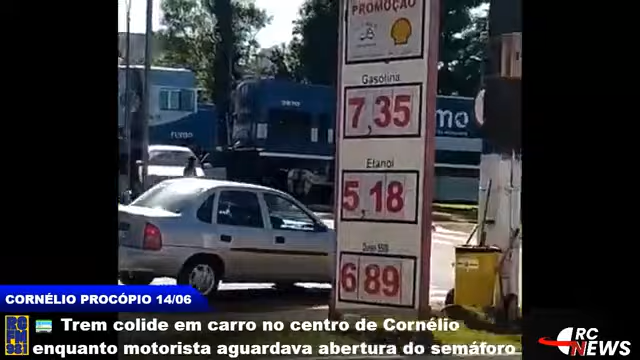 PROMOÇÃO
Gasolina
7,35
Etanol
5,18
6,89
mo
CORNÉLIO PROCÓPIO 14/06
Trem colide em carro no centro de Cornélio
enquanto motorista aguardava abertura do semáforo
RC
NEWS